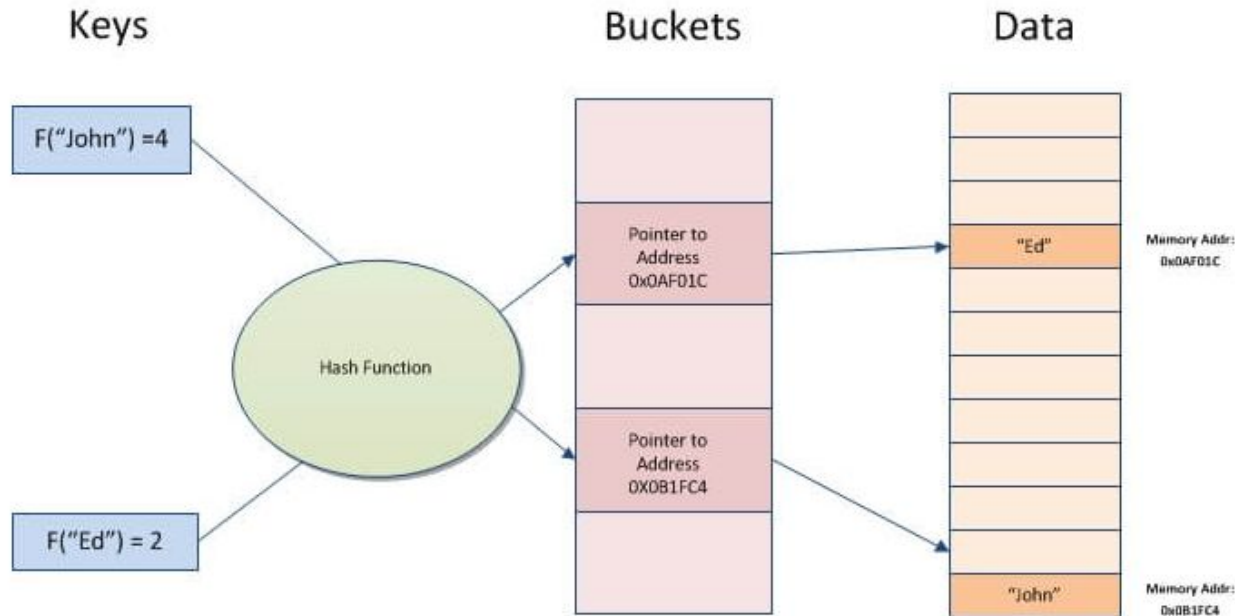 Keys
Buckets
Data
F(“John”) =4
Pointer to
Address
0x0AF01C
“Ed”
Memory Addr:
0x0AF01C
Hash Function
Pointer to
Address
0X0B1FC4
F(“Ed”) = 2
“John”
Memory Addr:
0x0B1FC4